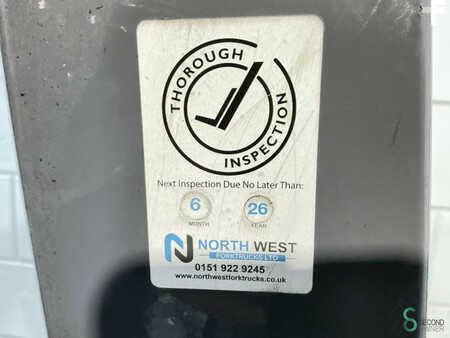 THOROUGH
INSPECTION
Next Inspection Due No Later Than:
6 26
MONTH YEAR
N NORTH WEST
FORKTRUCKS LTD
0151 922 9245
www.northwestforktrucks.co.uk
SECOND